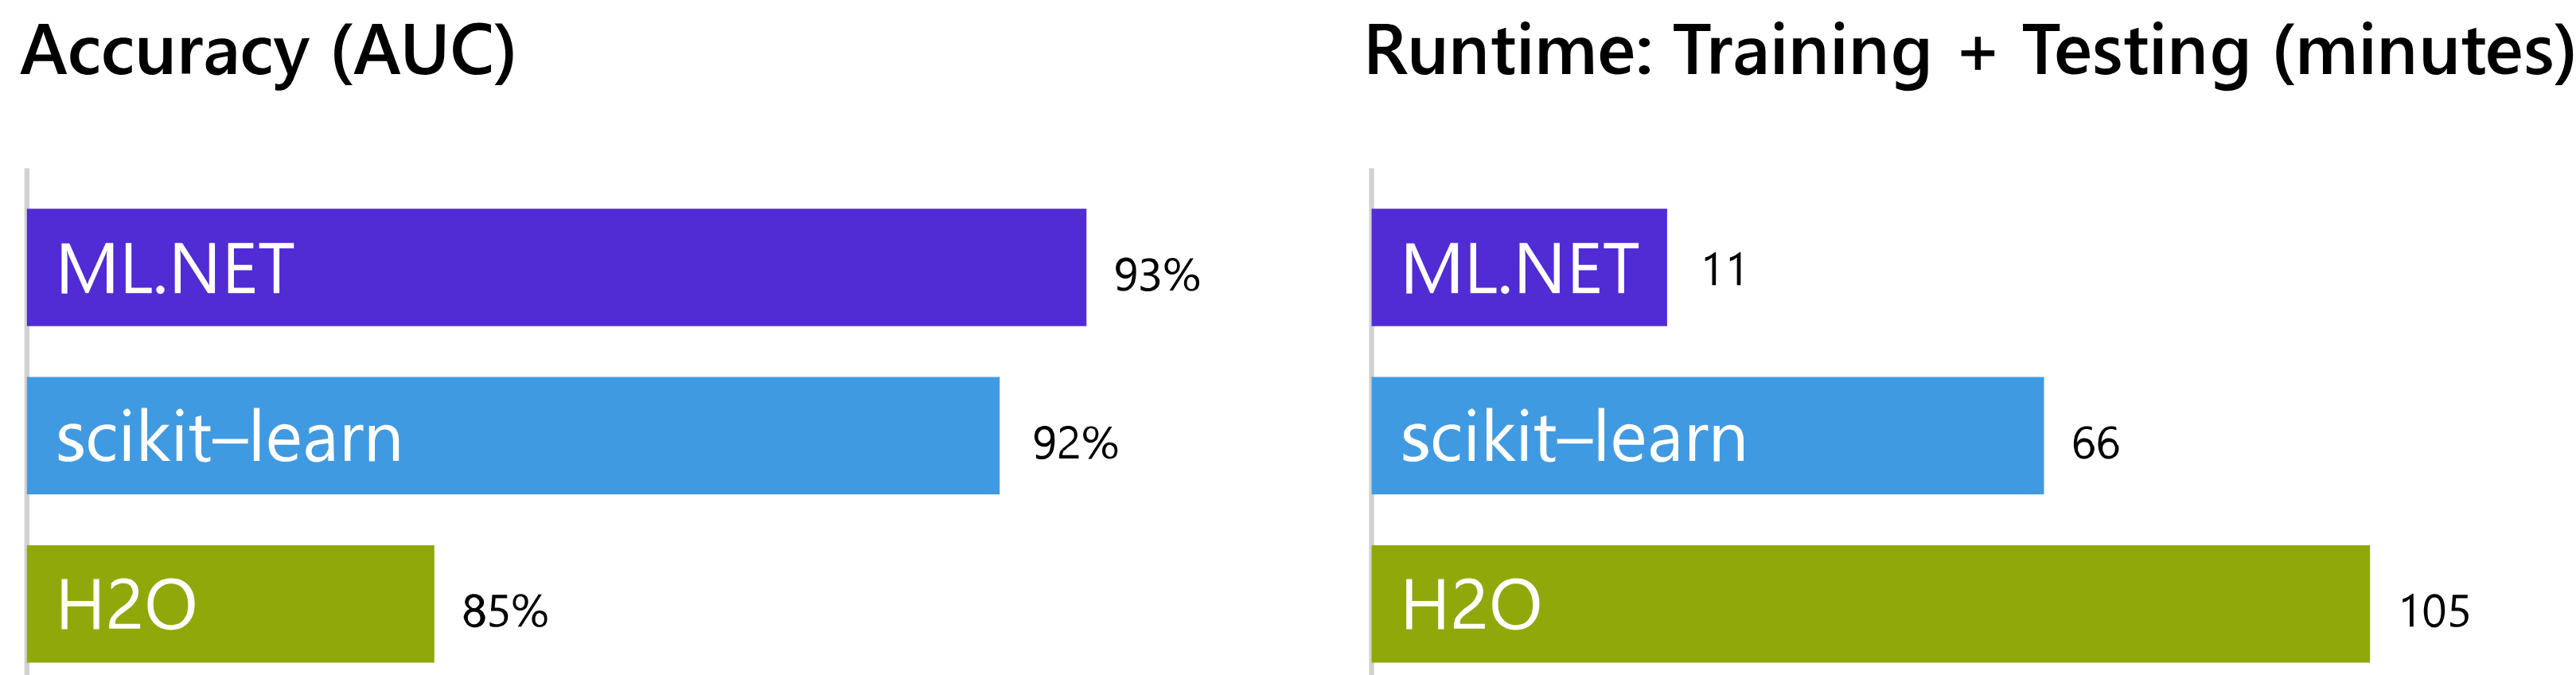 Accuracy (AUC)
ML.NET 93%
scikit–learn 92%
H2O 85%
Runtime: Training + Testing (minutes)
ML.NET 11
scikit–learn 66
H2O 105